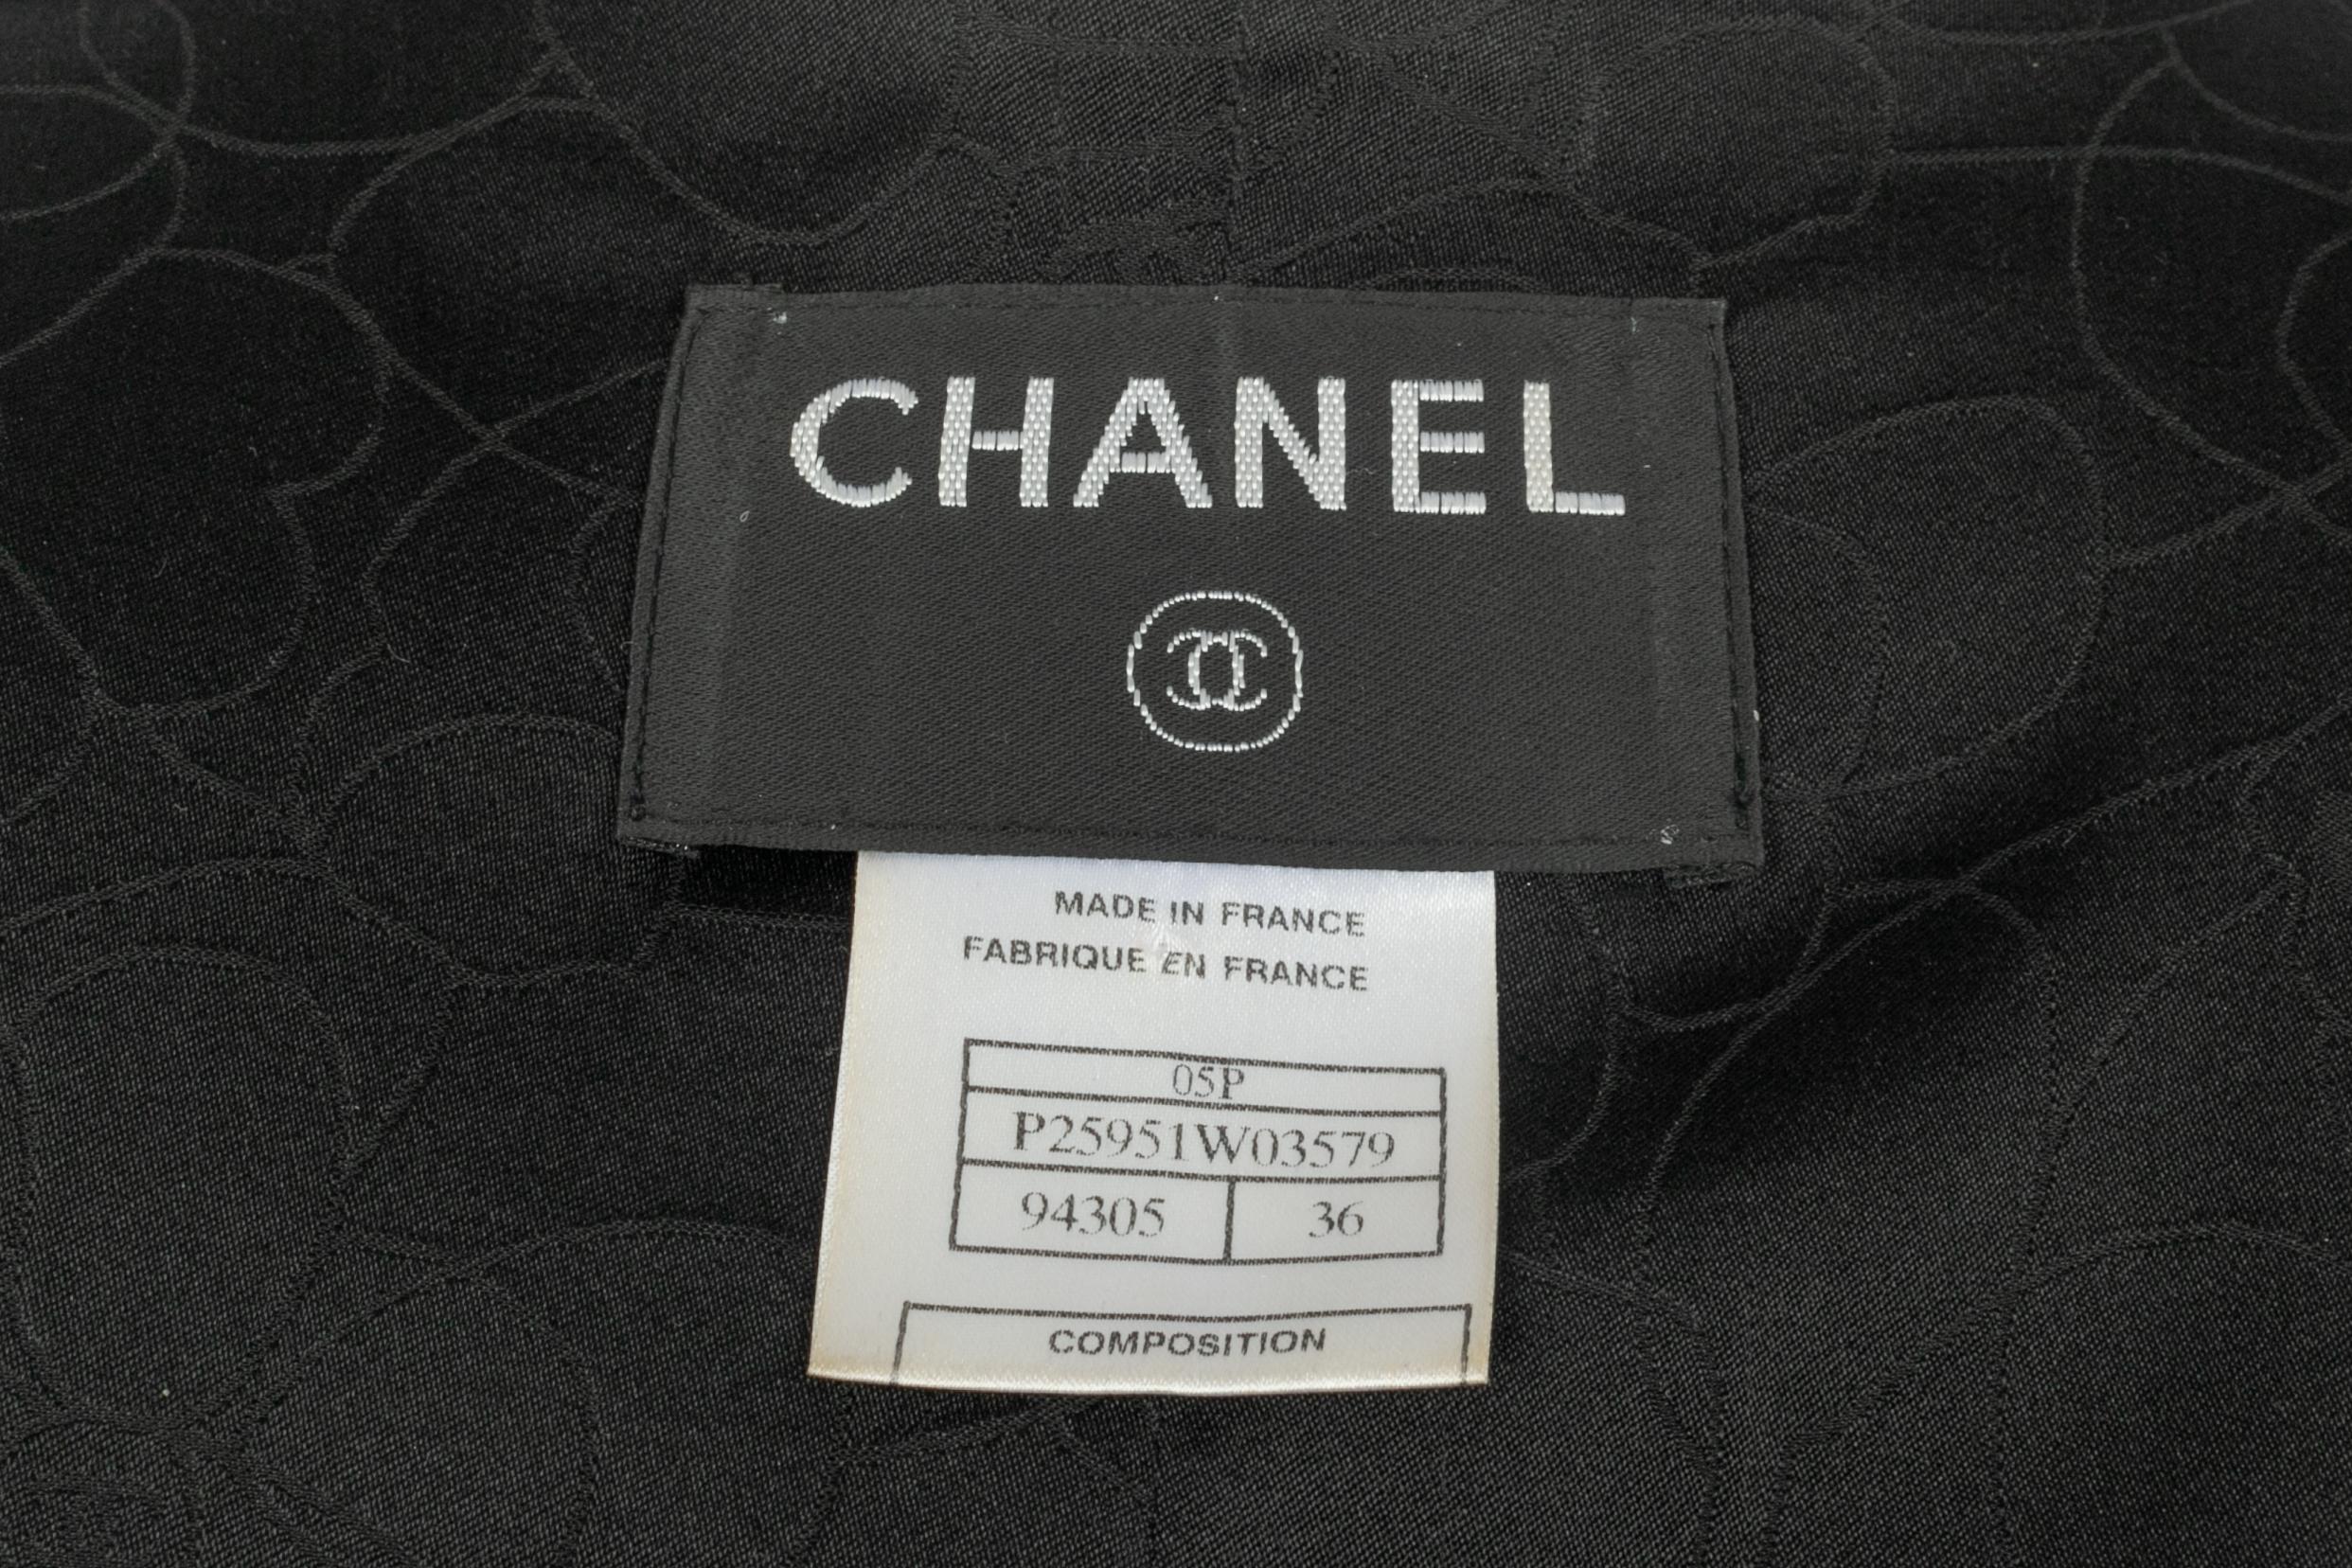 CHANEL
MADE IN FRANCE
FABRIQUE EN FRANCE
05P
P25951W03579
94305 36
COMPOSITION